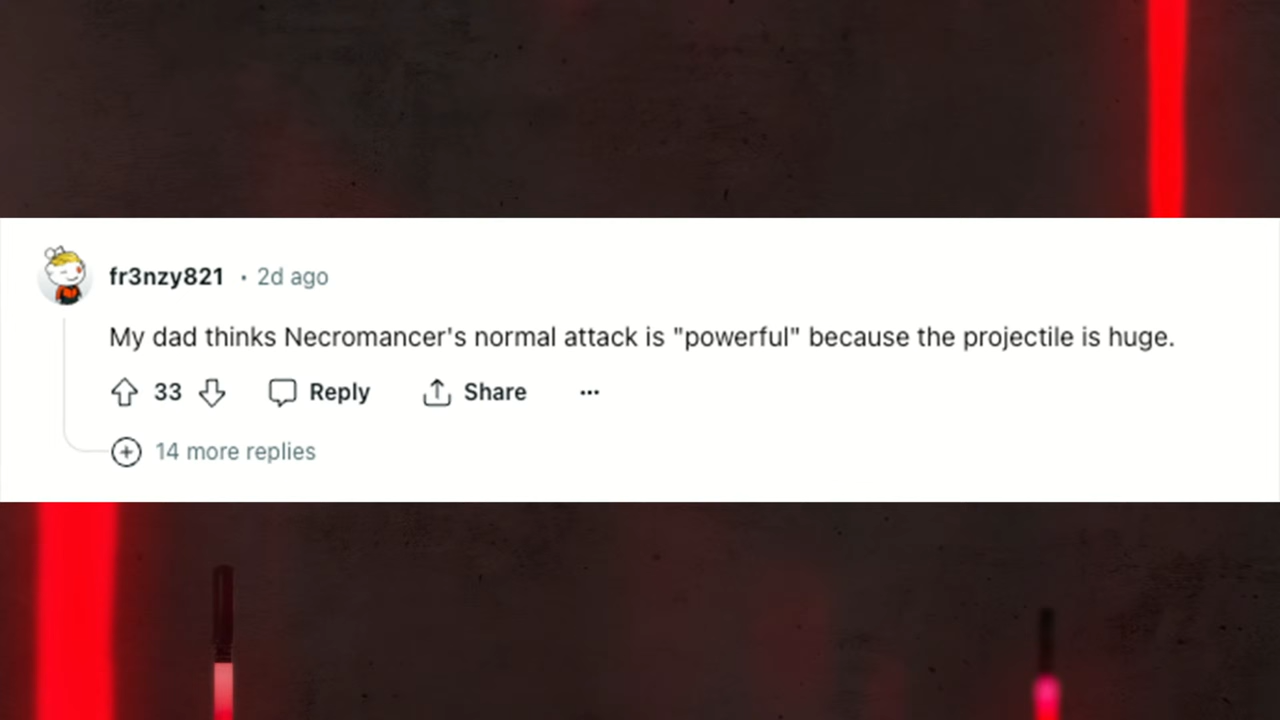 fr3nzy821 · 2d ago
My dad thinks Necromancer's normal attack is "powerful" because the projectile is huge.
33 Reply Share ...
14 more replies